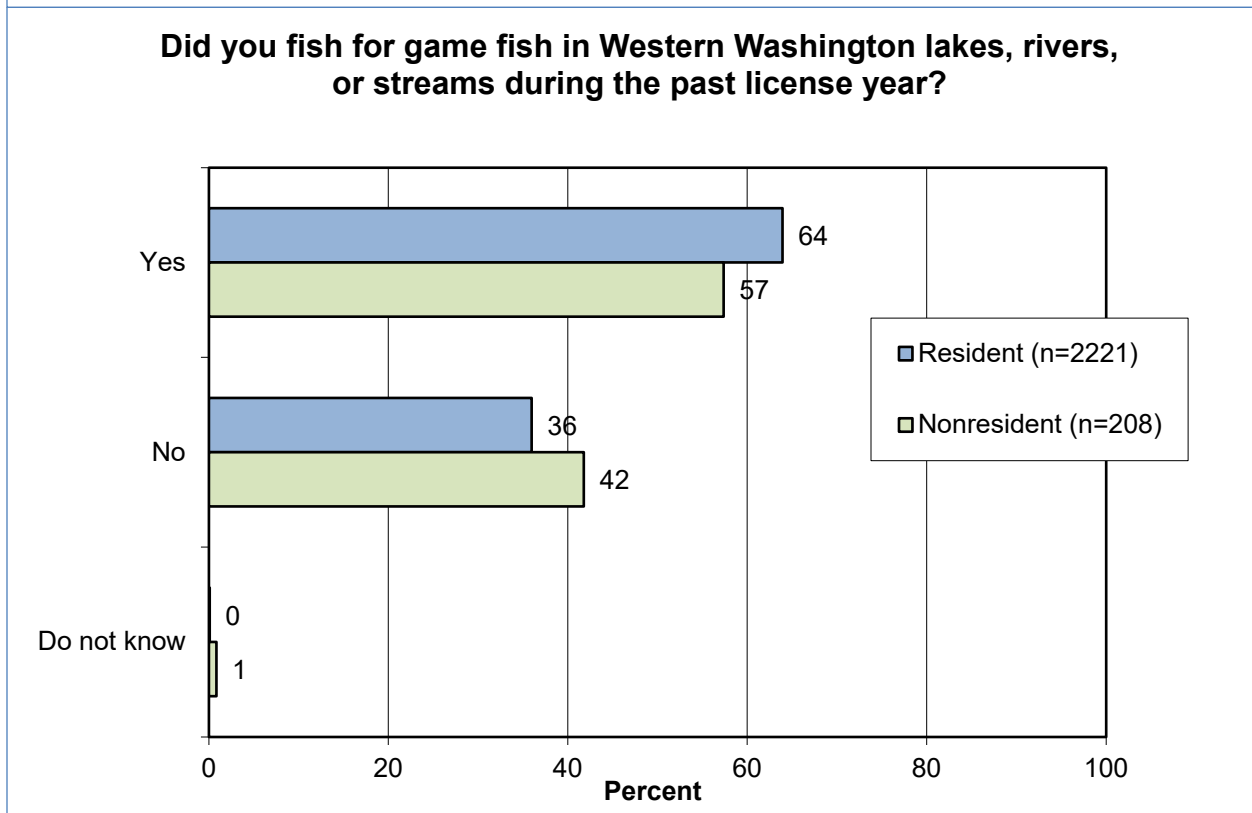 Did you fish for game fish in Western Washington lakes, rivers,
or streams during the past license year?
Yes
64
57
No
36
42
Do not know
0
1
Resident (n=2221)
Nonresident (n=208)
0 20 40 60 80 100
Percent